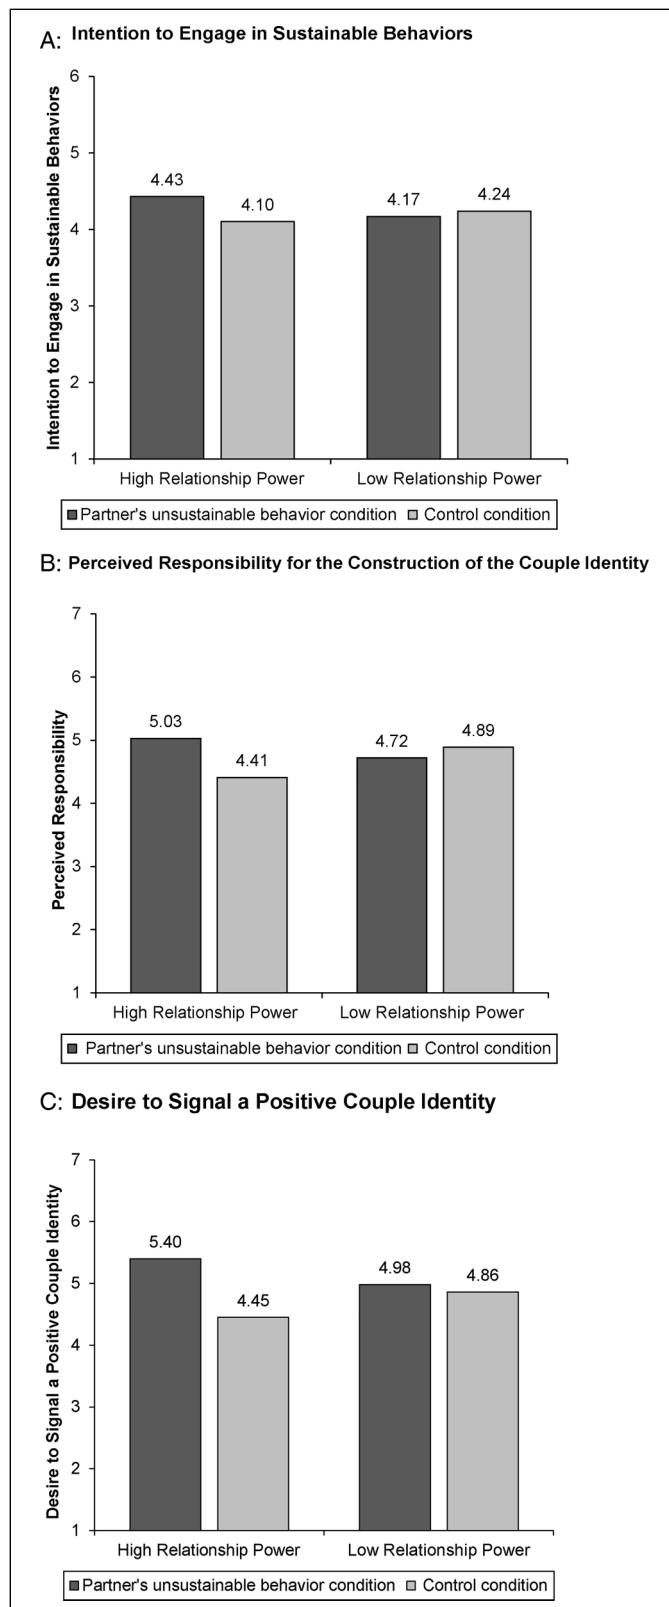 A: Intention to Engage in Sustainable Behaviors
Intention to Engage in Sustainable Behaviors
6
5
4
3
2
1
4.43
4.10
4.17
4.24
High Relationship Power
Low Relationship Power
Partner's unsustainable behavior condition
Control condition
B: Perceived Responsibility for the Construction of the Couple Identity
Perceived Responsibility
7
6
5
4
3
2
1
5.03
4.41
4.72
4.89
High Relationship Power
Low Relationship Power
Partner's unsustainable behavior condition
Control condition
C: Desire to Signal a Positive Couple Identity
Desire to Signal a Positive Couple Identity
7
6
5
4
3
2
1
5.40
4.45
4.98
4.86
High Relationship Power
Low Relationship Power
Partner's unsustainable behavior condition
Control condition